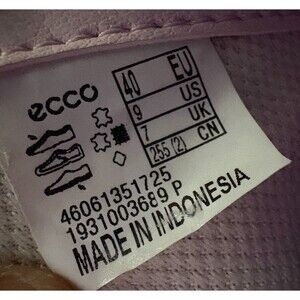 ecco
40 EU
9 US
7 UK
255 (2) CN
46061351725
1931003689 P
MADE IN INDONESIA